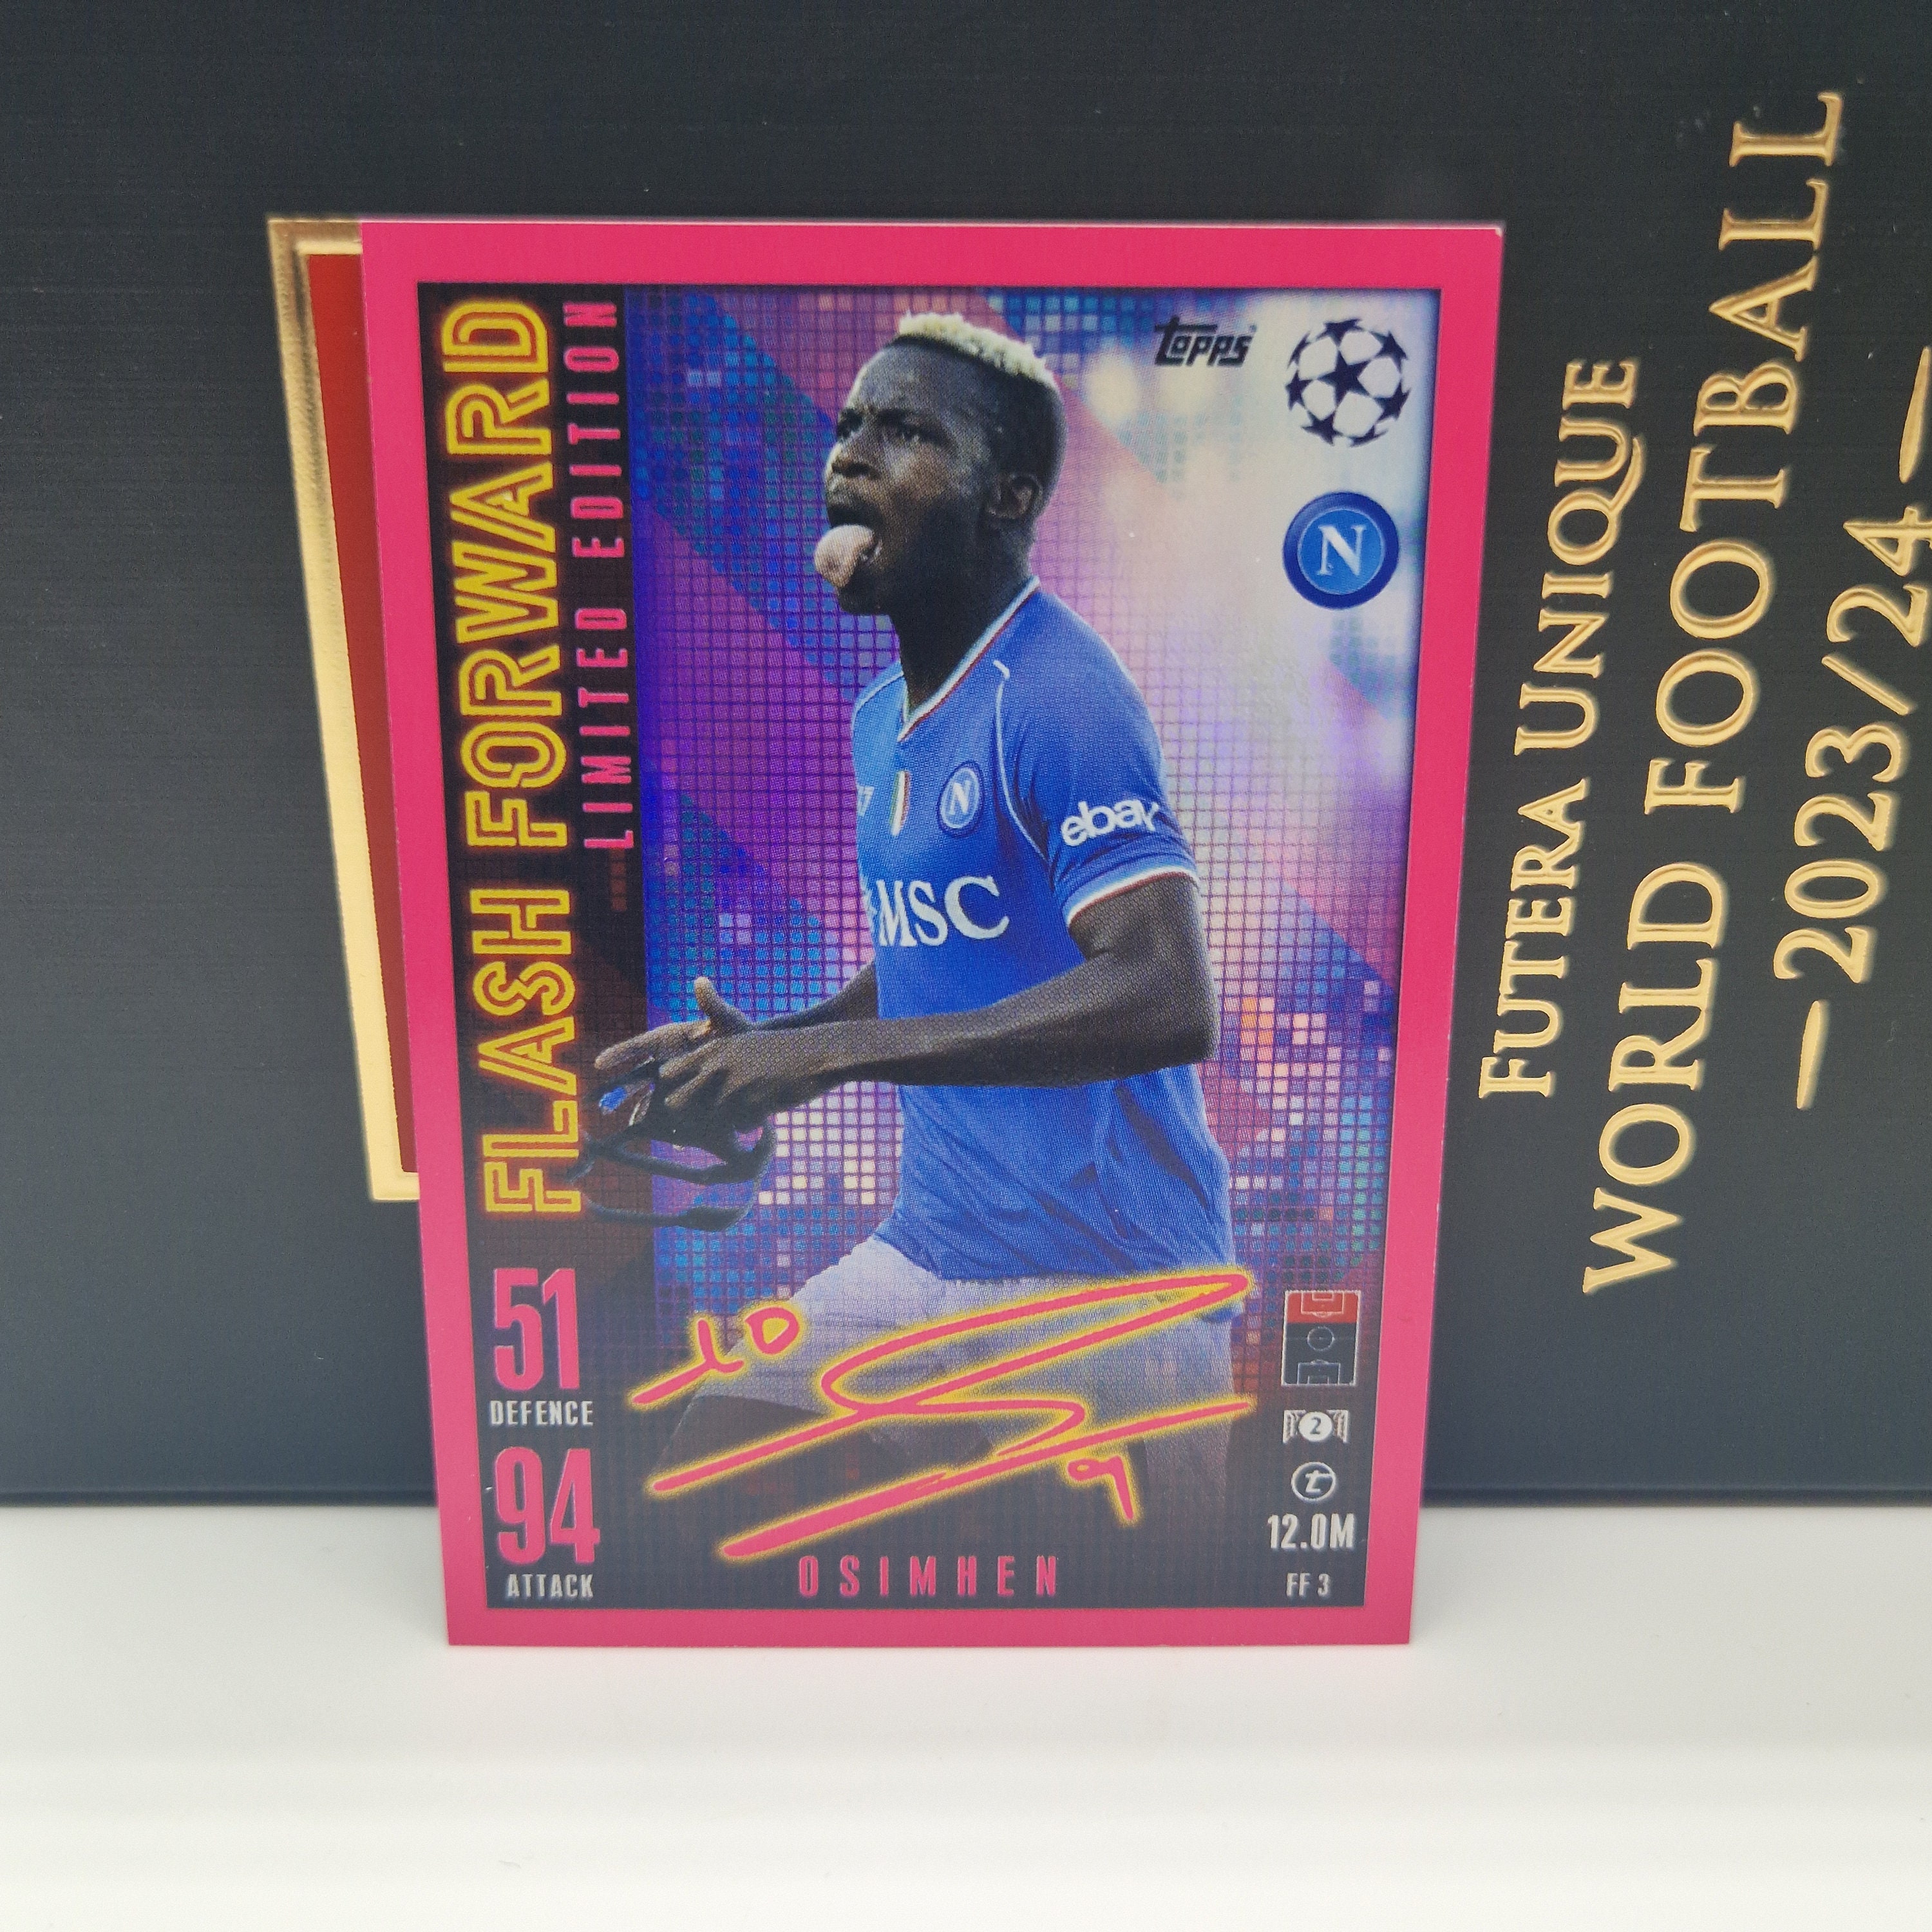 FLASH FORWARD
LIMITED EDITION
topps
N
N
ebay
MSC
51
DEFENCE
94
ATTACK
OSIMHEN
2
t
12.0M
FF 3
FUTERA UNIQUE
WORLD FOOTBALL
— 2023/24 —